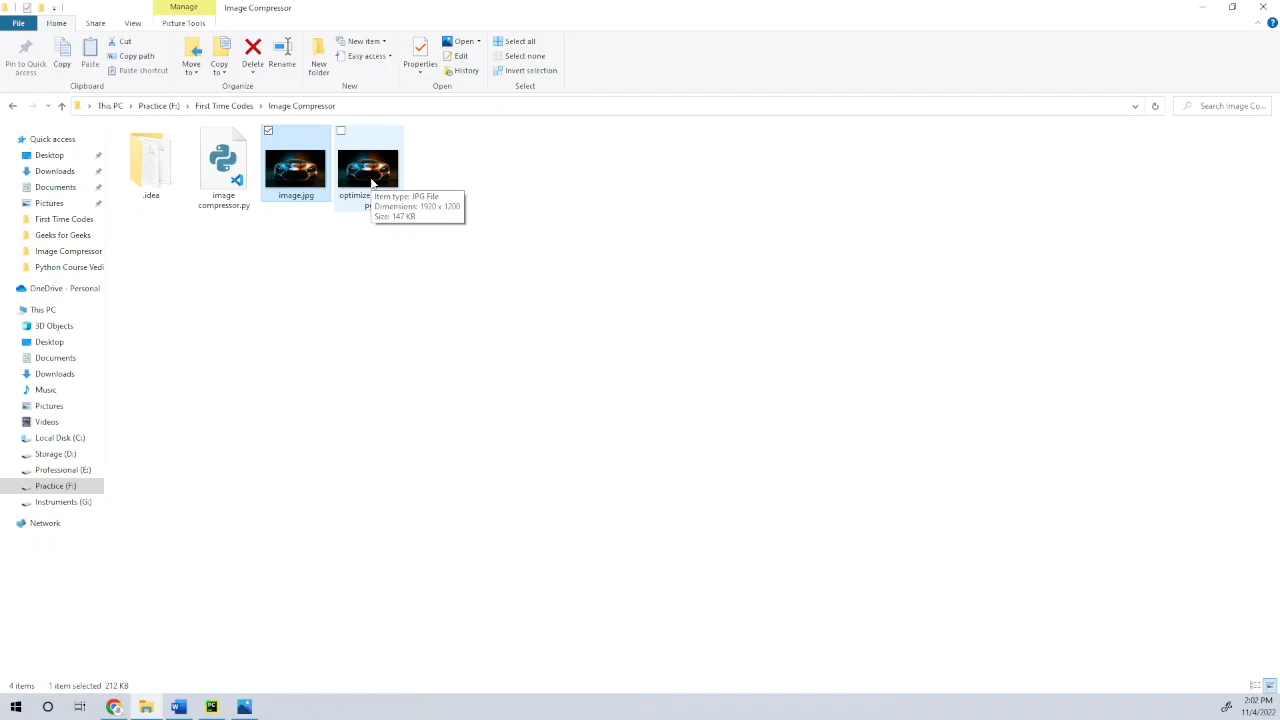 Manage
Image Compressor
File
Home
Share
View
Picture Tools
Pin to Quick access
Copy
Paste
Cut
Copy path
Paste shortcut
Clipboard
Move to
Copy to
Delete
Rename
Organize
New folder
New item
Easy access
New
Properties
Open
Edit
History
Open
Select all
Select none
Invert selection
Select
This PC
Practice (F:)
First Time Codes
Image Compressor
Search Image Co...
Quick access
Desktop
Downloads
Documents
Pictures
First Time Codes
Geeks for Geeks
Image Compressor
Python Course Vedi
OneDrive - Personal
This PC
3D Objects
Desktop
Documents
Downloads
Music
Pictures
Videos
Local Disk (C:)
Storage (D:)
Professional (E:)
Practice (F:)
Instruments (G:)
Network
.idea
image
compressor.py
image.jpg
Item type: JPG File
Dimensions: 1920 x 1200
Size: 147 KB
4 items
1 item selected 212 KB
2:02 PM
11/4/2022